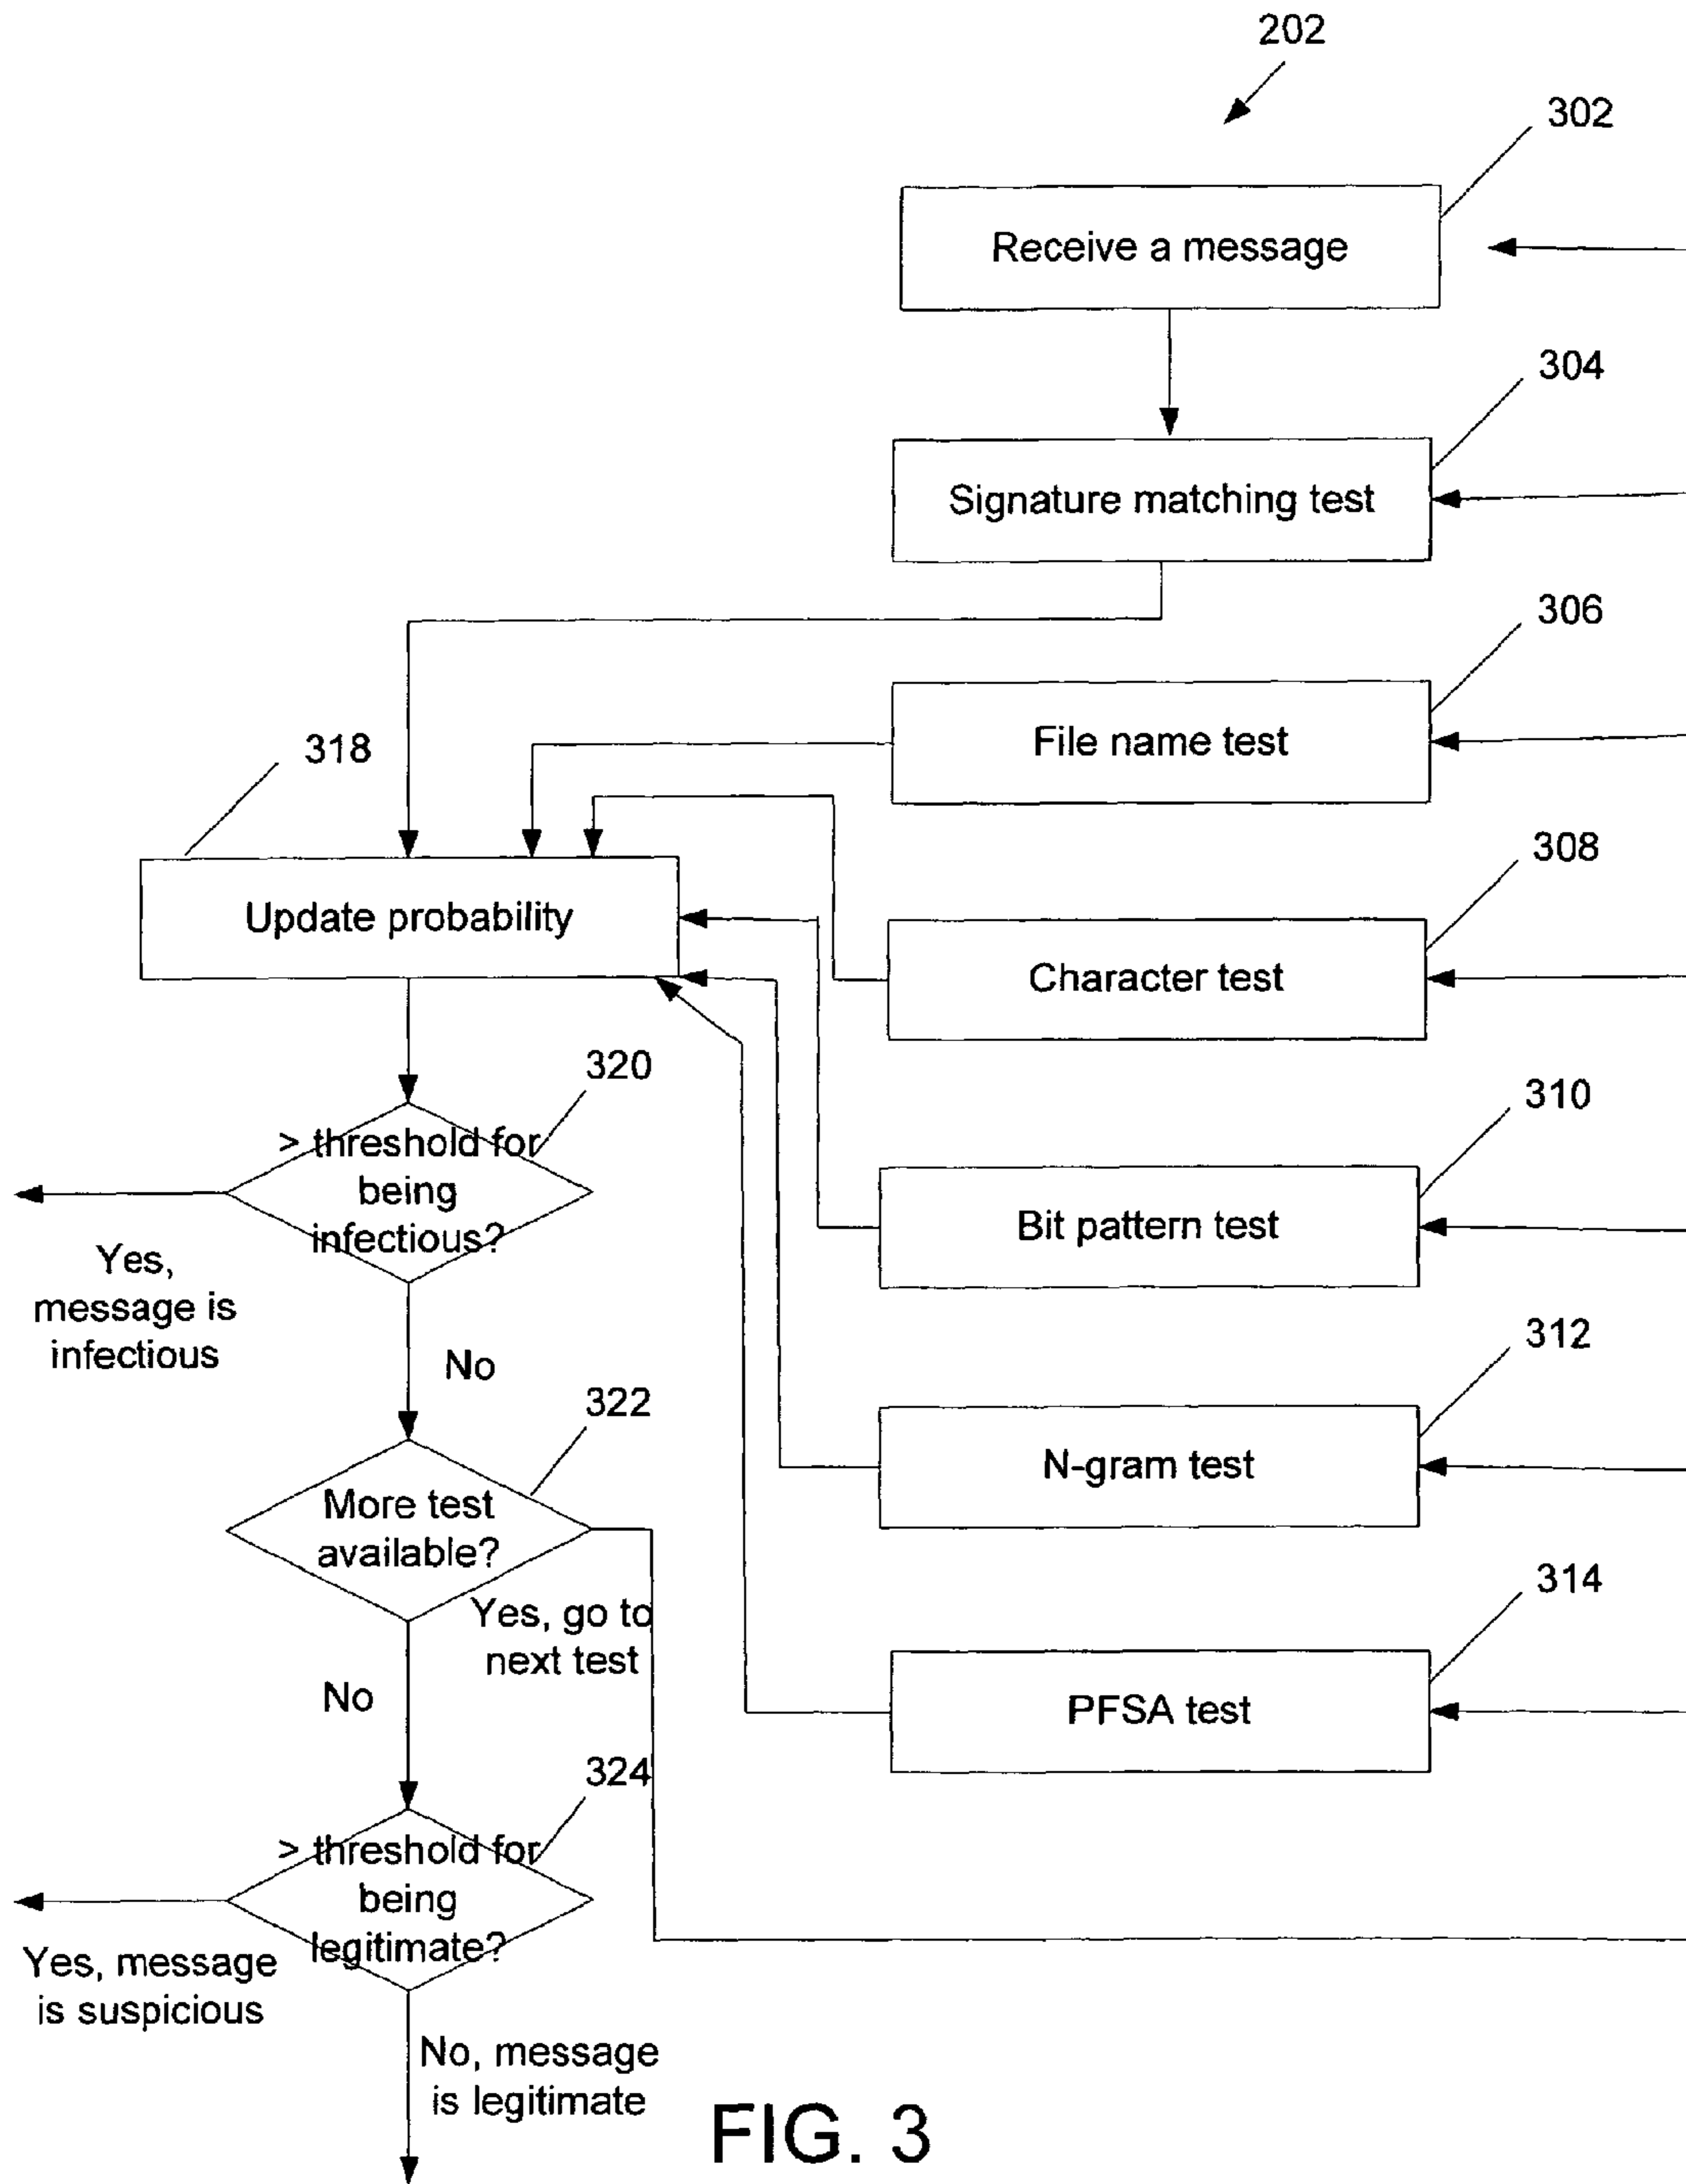 202
302
Receive a message
304
Signature matching test
306
File name test
318
308
Update probability
Character test
320
> threshold for
being
infectious?
310
Bit pattern test
Yes,
message is
infectious
No
312
322
N-gram test
More test
available?
Yes, go to
next test
314
No
PFSA test
324
> threshold for
being
legitimate?
Yes, message
is suspicious
No, message
is legitimate
FIG. 3